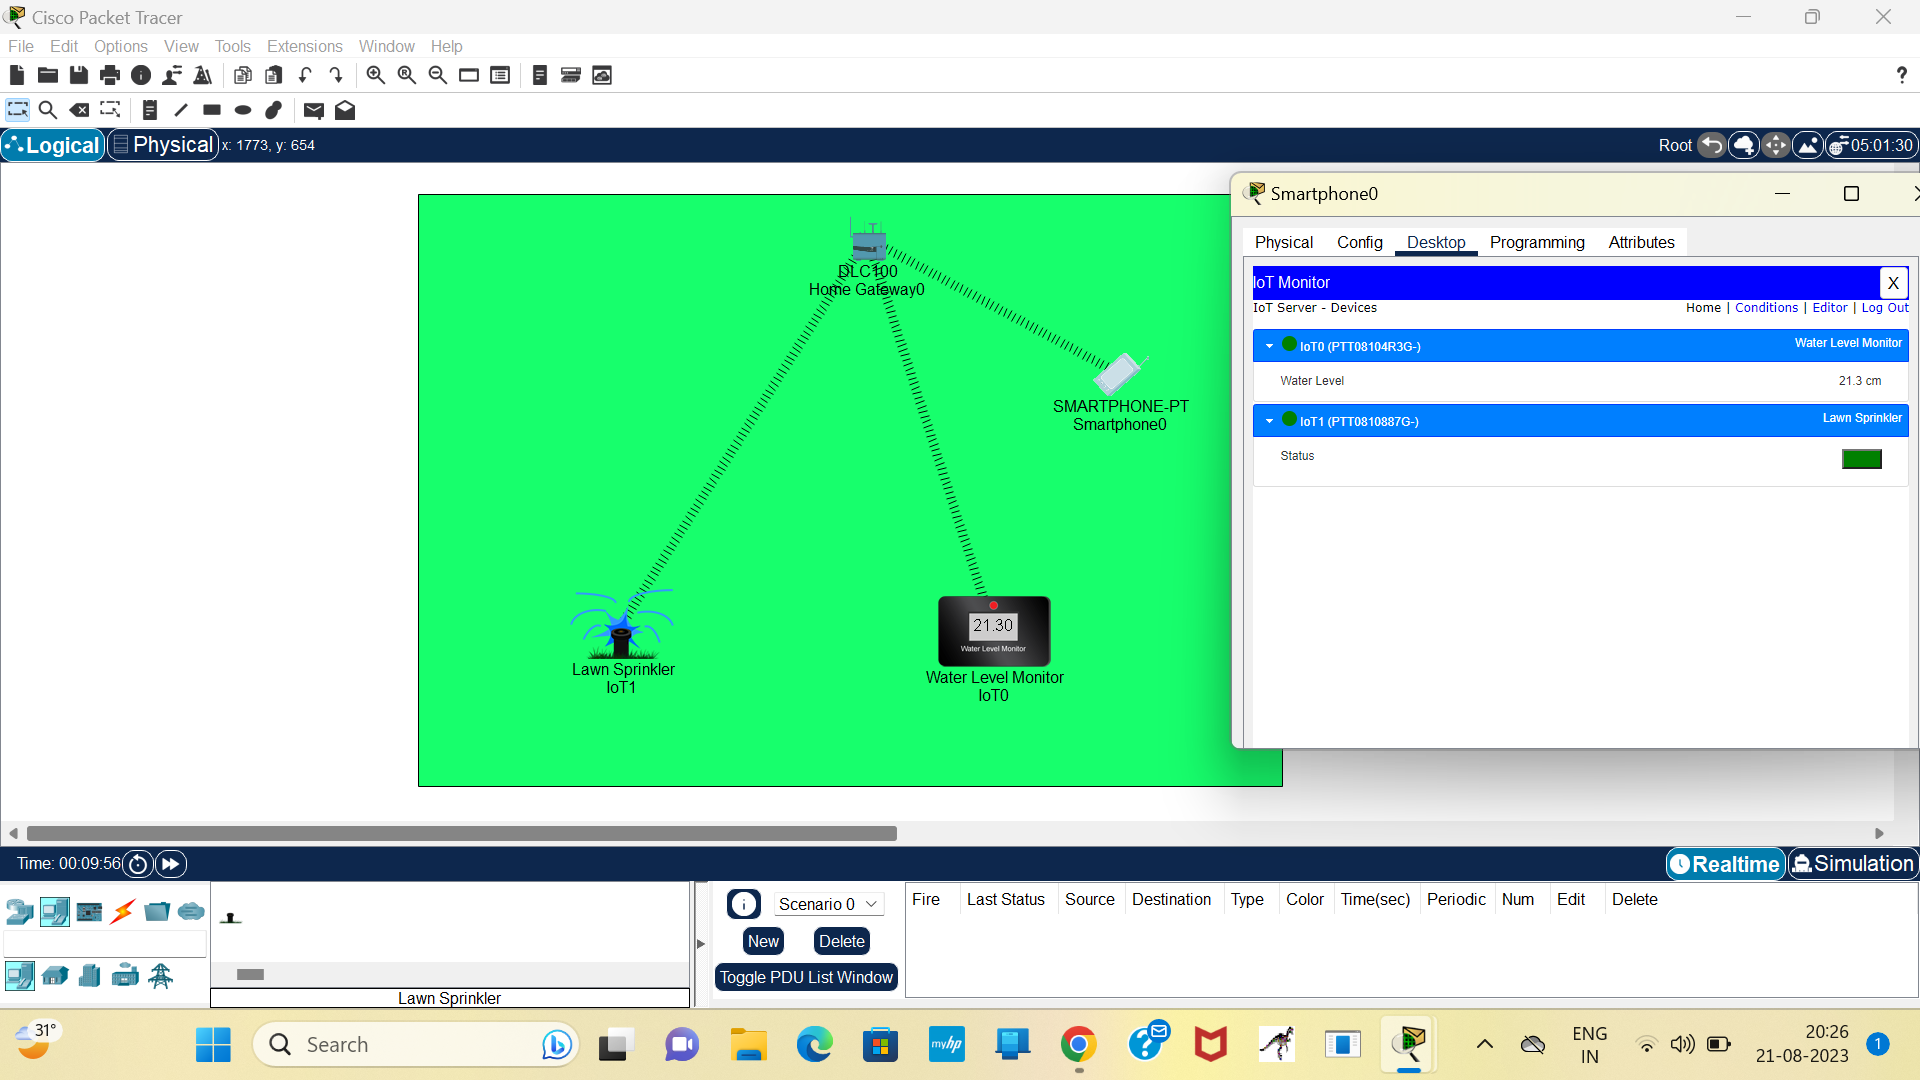 Cisco Packet Tracer
File Edit Options View Tools Extensions Window Help
?
Logical Physical x: 1773, y: 654 Root 05:01:30
Smartphone0
Physical Config Desktop Programming Attributes
IoT Monitor X
IoT Server - Devices Home | Conditions | Editor | Log Out
IoT0 (PTT08104R3G-) Water Level Monitor
Water Level 21.3 cm
IoT1 (PTT0810887G-) Lawn Sprinkler
Status
DLC100
Home Gateway0
SMARTPHONE-PT
Smartphone0
21.30
Water Level Monitor
Lawn Sprinkler
IoT1
Water Level Monitor
IoT0
Time: 00:09:56 Realtime Simulation
Scenario 0
New Delete
Toggle PDU List Window
Fire Last Status Source Destination Type Color Time(sec) Periodic Num Edit Delete
Lawn Sprinkler
31°
Search
myhp
ENG
IN
20:26
21-08-2023
1